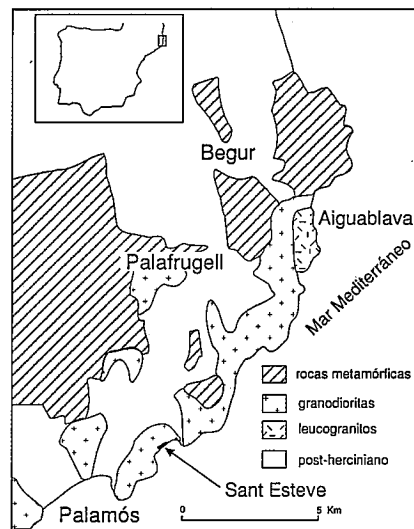 Begur
Aiguablava
Palafrugell
Mar Mediterráneo
rocas metamórficas
granodioritas
leucogranitos
post-herciniano
Sant Esteve
Palamós
0 5 Km